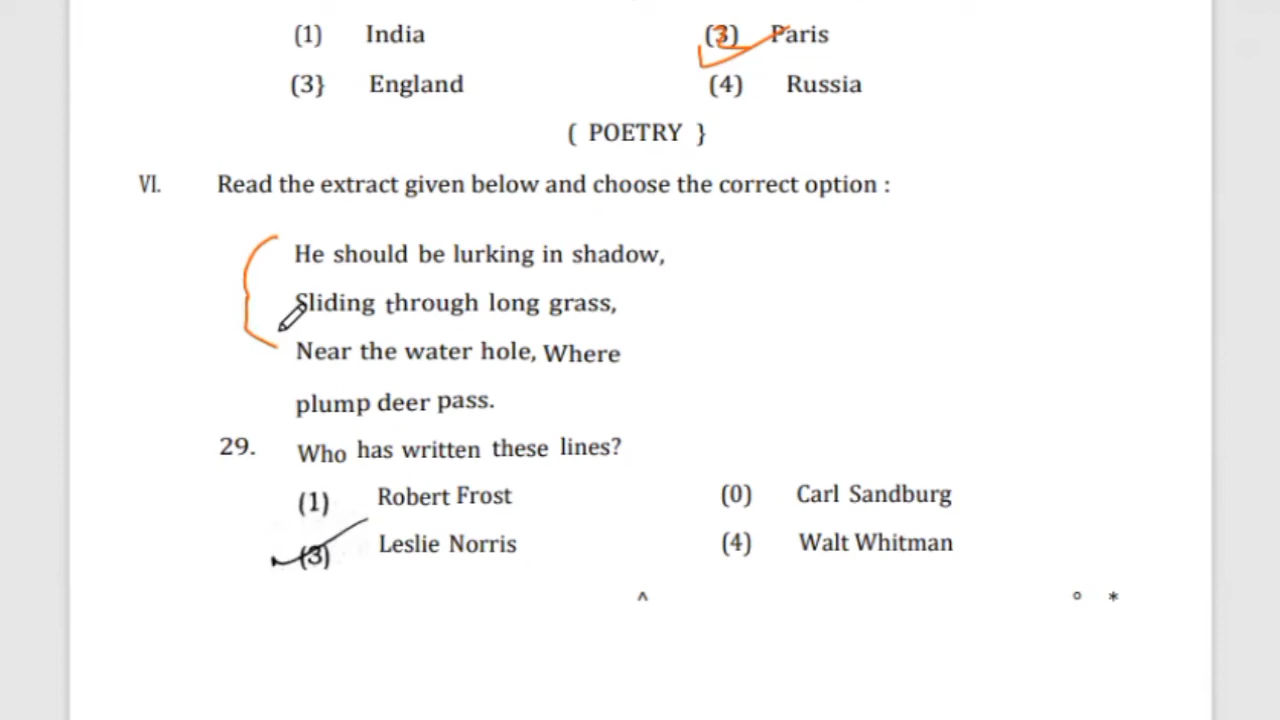 (1) India (3) Paris
(3} England (4) Russia
( POETRY }
VI. Read the extract given below and choose the correct option :
He should be lurking in shadow,
Sliding through long grass,
Near the water hole, Where
plump deer pass.
29. Who has written these lines?
(1) Robert Frost (0) Carl Sandburg
(3) Leslie Norris (4) Walt Whitman
^ ° *